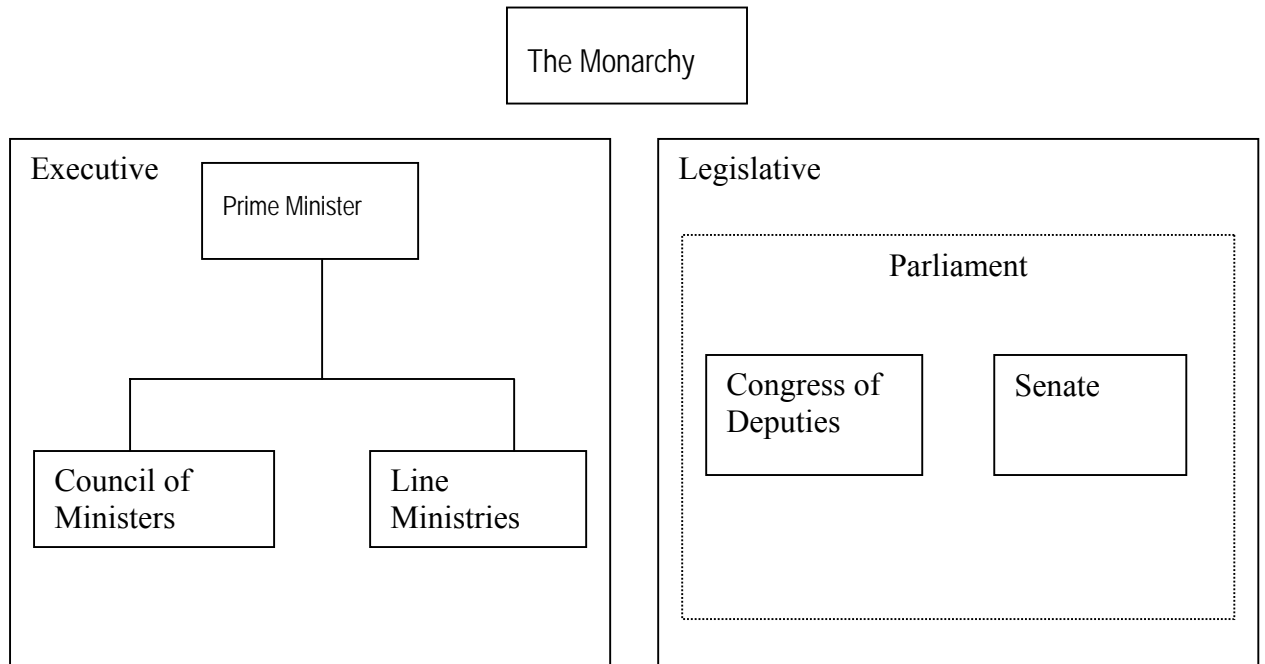 The Monarchy
Executive
Prime Minister
Council of
Ministers
Line
Ministries
Legislative
Parliament
Congress of
Deputies
Senate